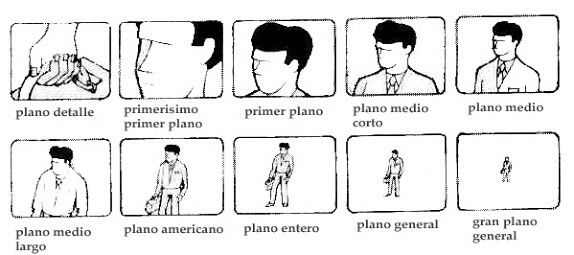 plano detalle
primerisimo
primer plano
primer plano
plano medio
corto
plano medio
plano medio
largo
plano americano
plano entero
plano general
gran plano
general